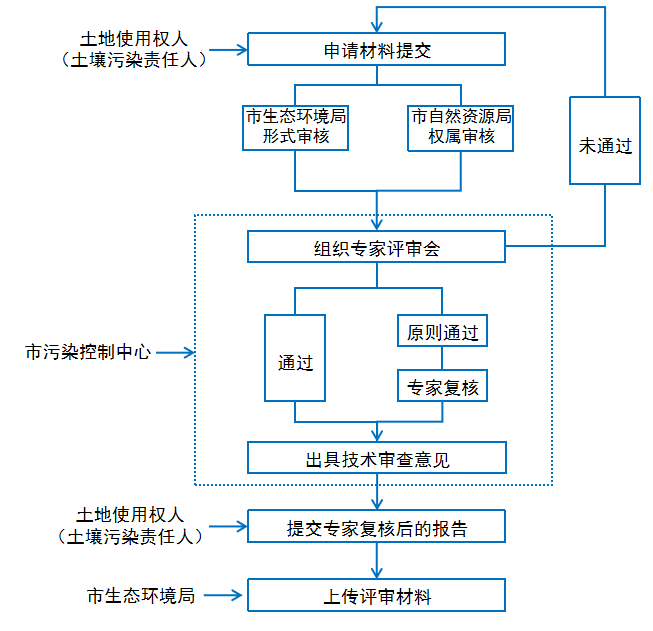 土地使用权人
（土壤污染责任人）
申请材料提交
市生态环境局
形式审核
市自然资源局
权属审核
未通过
组织专家评审会
通过
原则通过
专家复核
市污染控制中心
出具技术审查意见
土地使用权人
（土壤污染责任人）
提交专家复核后的报告
市生态环境局
上传评审材料